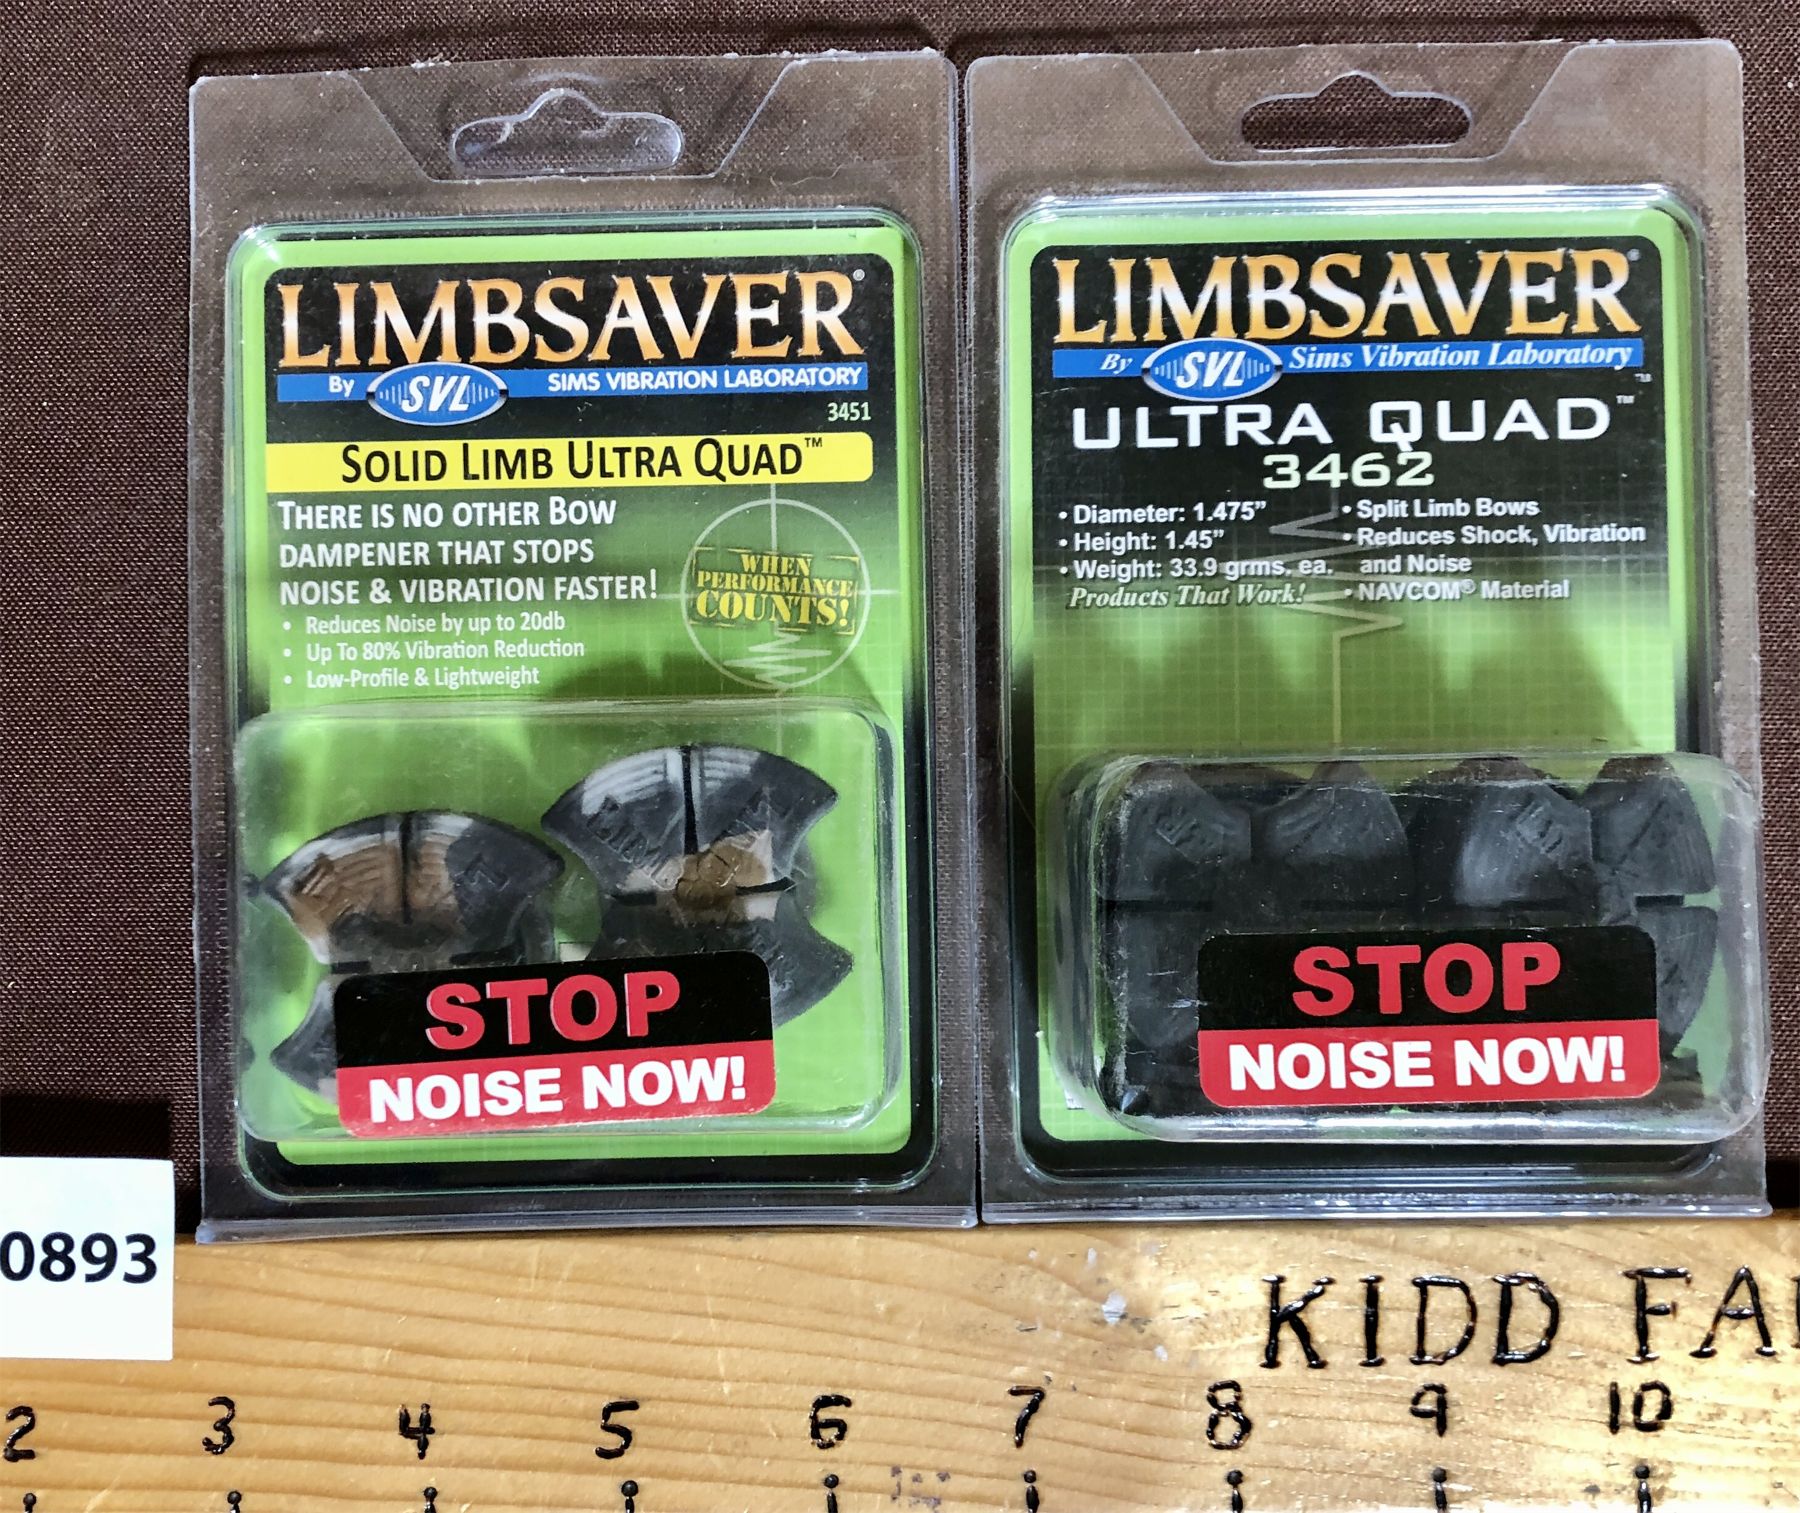 LIMBSAVER®
By SVL SIMS VIBRATION LABORATORY
3451
SOLID LIMB ULTRA QUAD™
THERE IS NO OTHER BOW
DAMPENER THAT STOPS
NOISE & VIBRATION FASTER!
• Reduces Noise by up to 20db
• Up To 80% Vibration Reduction
• Low-Profile & Lightweight
WHEN
PERFORMANCE
COUNTS!
STOP
NOISE NOW!
LIMBSAVER®
By SVL Sims Vibration Laboratory™
ULTRA QUAD™
3462
• Diameter: 1.475”
• Height: 1.45”
• Weight: 33.9 grms. ea.
Products That Work!
• Split Limb Bows
• Reduces Shock, Vibration
and Noise
• NAVCOM® Material
STOP
NOISE NOW!
0893
KIDD FA
2 3 4 5 6 7 8 9 10